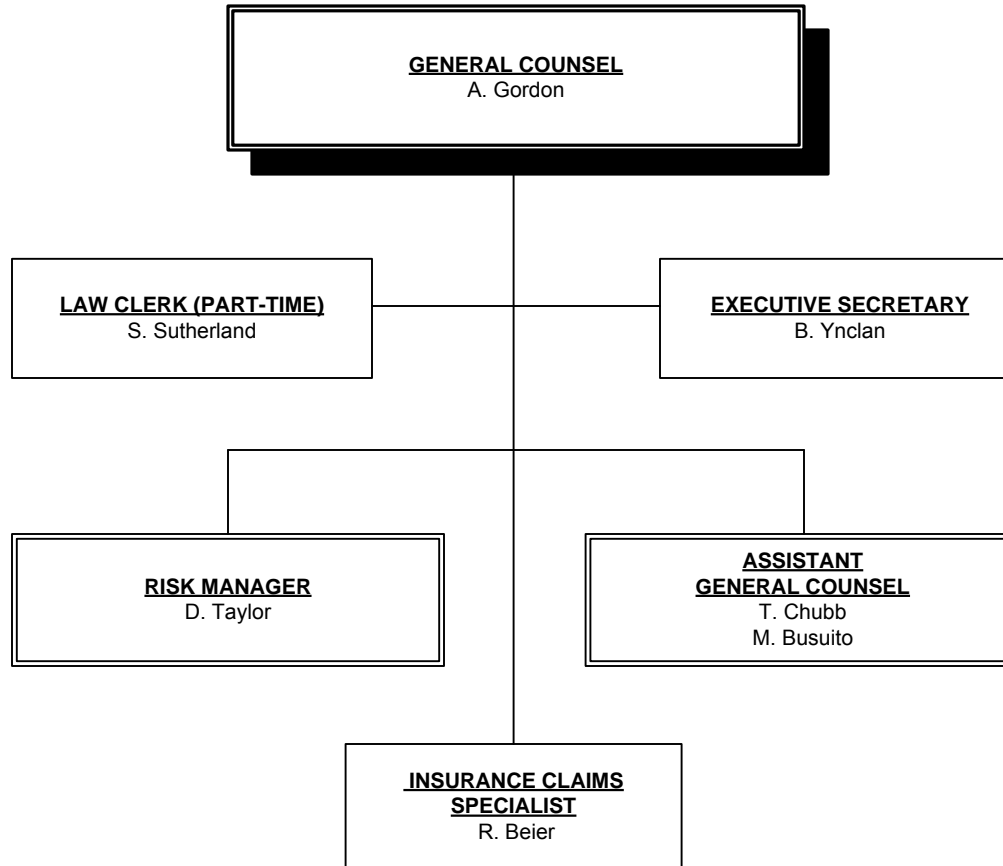 GENERAL COUNSEL
A. Gordon
LAW CLERK (PART-TIME)
S. Sutherland
EXECUTIVE SECRETARY
B. Ynclan
RISK MANAGER
D. Taylor
ASSISTANT
GENERAL COUNSEL
T. Chubb
M. Busuito
INSURANCE CLAIMS
SPECIALIST
R. Beier